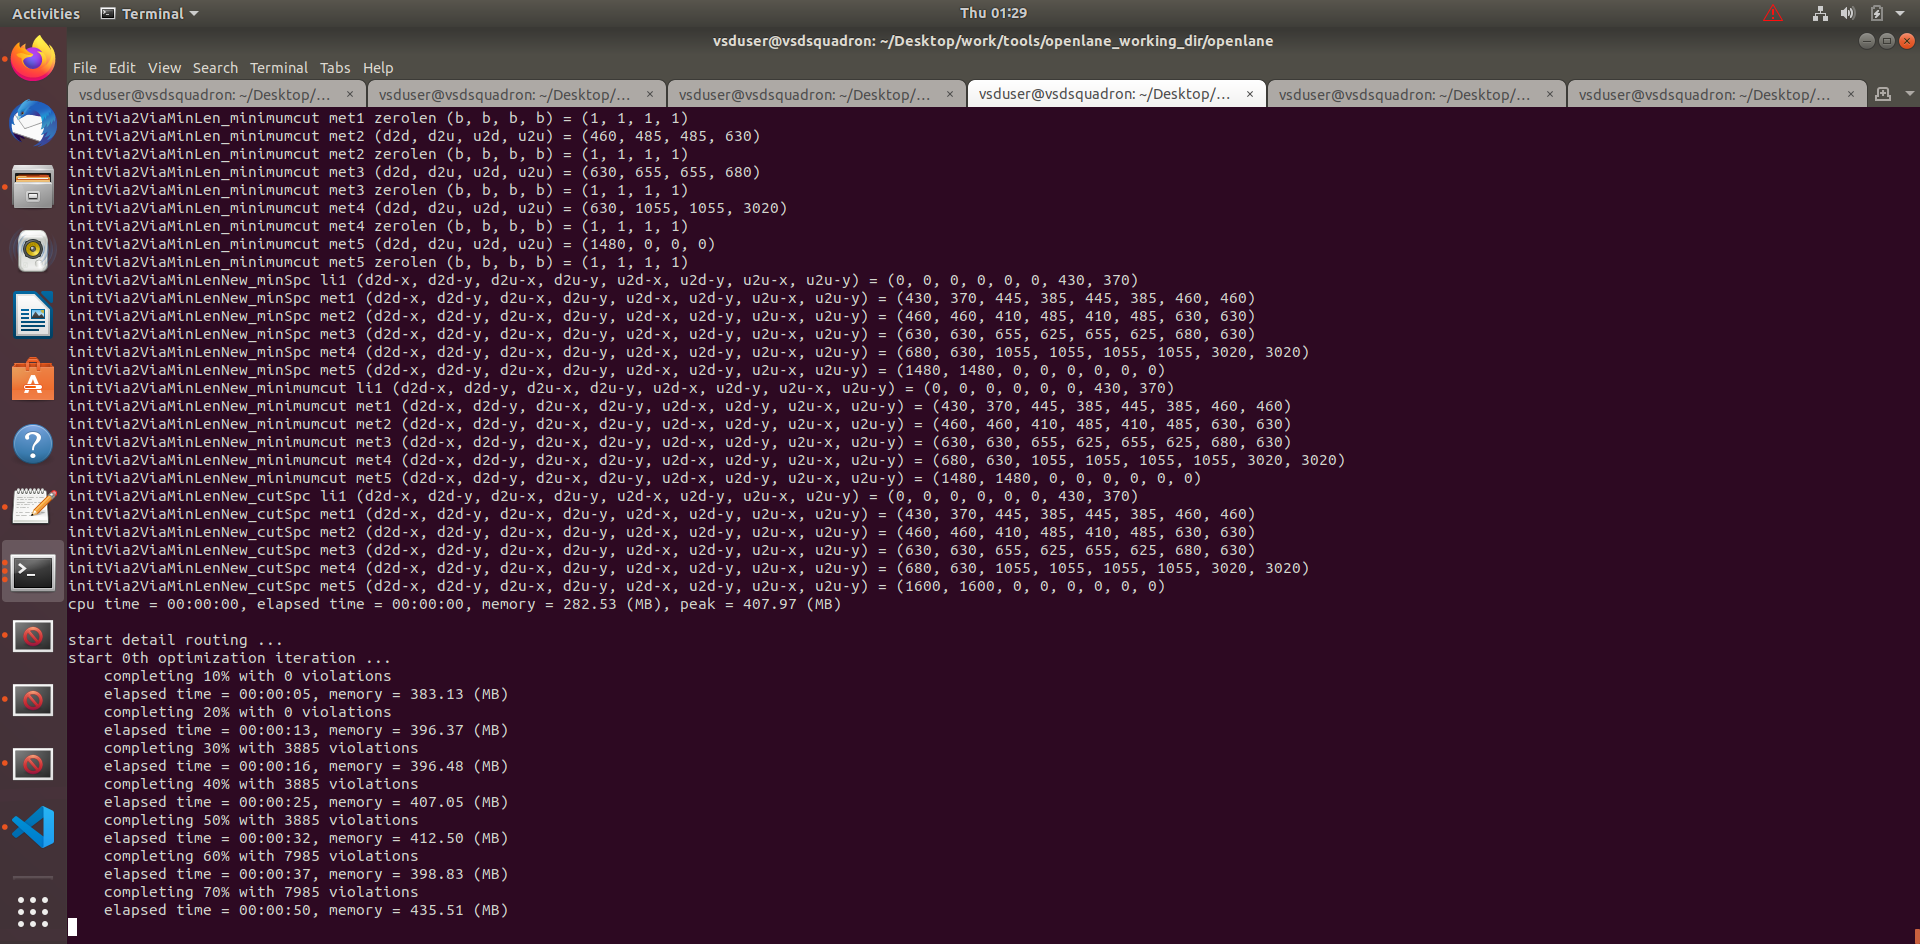 Activities Terminal Thu 01:29
vsduser@vsdsquadron: ~/Desktop/work/tools/openlane_working_dir/openlane
File Edit View Search Terminal Tabs Help
vsduser@vsdsquadron: ~/Desktop/... × vsduser@vsdsquadron: ~/Desktop/... × vsduser@vsdsquadron: ~/Desktop/... × vsduser@vsdsquadron: ~/Desktop/... × vsduser@vsdsquadron: ~/Desktop/... × vsduser@vsdsquadron: ~/Desktop/... ×
initVia2ViaMinLen_minimumcut met1 zerolen (b, b, b, b) = (1, 1, 1, 1)
initVia2ViaMinLen_minimumcut met2 (d2d, d2u, u2d, u2u) = (460, 485, 485, 630)
initVia2ViaMinLen_minimumcut met2 zerolen (b, b, b, b) = (1, 1, 1, 1)
initVia2ViaMinLen_minimumcut met3 (d2d, d2u, u2d, u2u) = (630, 655, 655, 680)
initVia2ViaMinLen_minimumcut met3 zerolen (b, b, b, b) = (1, 1, 1, 1)
initVia2ViaMinLen_minimumcut met4 (d2d, d2u, u2d, u2u) = (630, 1055, 1055, 3020)
initVia2ViaMinLen_minimumcut met4 zerolen (b, b, b, b) = (1, 1, 1, 1)
initVia2ViaMinLen_minimumcut met5 (d2d, d2u, u2d, u2u) = (1480, 0, 0, 0)
initVia2ViaMinLen_minimumcut met5 zerolen (b, b, b, b) = (1, 1, 1, 1)
initVia2ViaMinLenNew_minSpc li1 (d2d-x, d2d-y, d2u-x, d2u-y, u2d-x, u2d-y, u2u-x, u2u-y) = (0, 0, 0, 0, 0, 0, 430, 370)
initVia2ViaMinLenNew_minSpc met1 (d2d-x, d2d-y, d2u-x, d2u-y, u2d-x, u2d-y, u2u-x, u2u-y) = (430, 370, 445, 385, 445, 385, 460, 460)
initVia2ViaMinLenNew_minSpc met2 (d2d-x, d2d-y, d2u-x, d2u-y, u2d-x, u2d-y, u2u-x, u2u-y) = (460, 460, 410, 485, 410, 485, 630, 630)
initVia2ViaMinLenNew_minSpc met3 (d2d-x, d2d-y, d2u-x, d2u-y, u2d-x, u2d-y, u2u-x, u2u-y) = (630, 630, 655, 625, 655, 625, 680, 630)
initVia2ViaMinLenNew_minSpc met4 (d2d-x, d2d-y, d2u-x, d2u-y, u2d-x, u2d-y, u2u-x, u2u-y) = (680, 630, 1055, 1055, 1055, 1055, 3020, 3020)
initVia2ViaMinLenNew_minSpc met5 (d2d-x, d2d-y, d2u-x, d2u-y, u2d-x, u2d-y, u2u-x, u2u-y) = (1480, 1480, 0, 0, 0, 0, 0, 0)
initVia2ViaMinLenNew_minimumcut li1 (d2d-x, d2d-y, d2u-x, d2u-y, u2d-x, u2d-y, u2u-x, u2u-y) = (0, 0, 0, 0, 0, 0, 430, 370)
initVia2ViaMinLenNew_minimumcut met1 (d2d-x, d2d-y, d2u-x, d2u-y, u2d-x, u2d-y, u2u-x, u2u-y) = (430, 370, 445, 385, 445, 385, 460, 460)
initVia2ViaMinLenNew_minimumcut met2 (d2d-x, d2d-y, d2u-x, d2u-y, u2d-x, u2d-y, u2u-x, u2u-y) = (460, 460, 410, 485, 410, 485, 630, 630)
initVia2ViaMinLenNew_minimumcut met3 (d2d-x, d2d-y, d2u-x, d2u-y, u2d-x, u2d-y, u2u-x, u2u-y) = (630, 630, 655, 625, 655, 625, 680, 630)
initVia2ViaMinLenNew_minimumcut met4 (d2d-x, d2d-y, d2u-x, d2u-y, u2d-x, u2d-y, u2u-x, u2u-y) = (680, 630, 1055, 1055, 1055, 1055, 3020, 3020)
initVia2ViaMinLenNew_minimumcut met5 (d2d-x, d2d-y, d2u-x, d2u-y, u2d-x, u2d-y, u2u-x, u2u-y) = (1480, 1480, 0, 0, 0, 0, 0, 0)
initVia2ViaMinLenNew_cutSpc li1 (d2d-x, d2d-y, d2u-x, d2u-y, u2d-x, u2d-y, u2u-x, u2u-y) = (0, 0, 0, 0, 0, 0, 430, 370)
initVia2ViaMinLenNew_cutSpc met1 (d2d-x, d2d-y, d2u-x, d2u-y, u2d-x, u2d-y, u2u-x, u2u-y) = (430, 370, 445, 385, 445, 385, 460, 460)
initVia2ViaMinLenNew_cutSpc met2 (d2d-x, d2d-y, d2u-x, d2u-y, u2d-x, u2d-y, u2u-x, u2u-y) = (460, 460, 410, 485, 410, 485, 630, 630)
initVia2ViaMinLenNew_cutSpc met3 (d2d-x, d2d-y, d2u-x, d2u-y, u2d-x, u2d-y, u2u-x, u2u-y) = (630, 630, 655, 625, 655, 625, 680, 630)
initVia2ViaMinLenNew_cutSpc met4 (d2d-x, d2d-y, d2u-x, d2u-y, u2d-x, u2d-y, u2u-x, u2u-y) = (680, 630, 1055, 1055, 1055, 1055, 3020, 3020)
initVia2ViaMinLenNew_cutSpc met5 (d2d-x, d2d-y, d2u-x, d2u-y, u2d-x, u2d-y, u2u-x, u2u-y) = (1600, 1600, 0, 0, 0, 0, 0, 0)
cpu time = 00:00:00, elapsed time = 00:00:00, memory = 282.53 (MB), peak = 407.97 (MB)
start detail routing ...
start 0th optimization iteration ...
completing 10% with 0 violations
elapsed time = 00:00:05, memory = 383.13 (MB)
completing 20% with 0 violations
elapsed time = 00:00:13, memory = 396.37 (MB)
completing 30% with 3885 violations
elapsed time = 00:00:16, memory = 396.48 (MB)
completing 40% with 3885 violations
elapsed time = 00:00:25, memory = 407.05 (MB)
completing 50% with 3885 violations
elapsed time = 00:00:32, memory = 412.50 (MB)
completing 60% with 7985 violations
elapsed time = 00:00:37, memory = 398.83 (MB)
completing 70% with 7985 violations
elapsed time = 00:00:50, memory = 435.51 (MB)